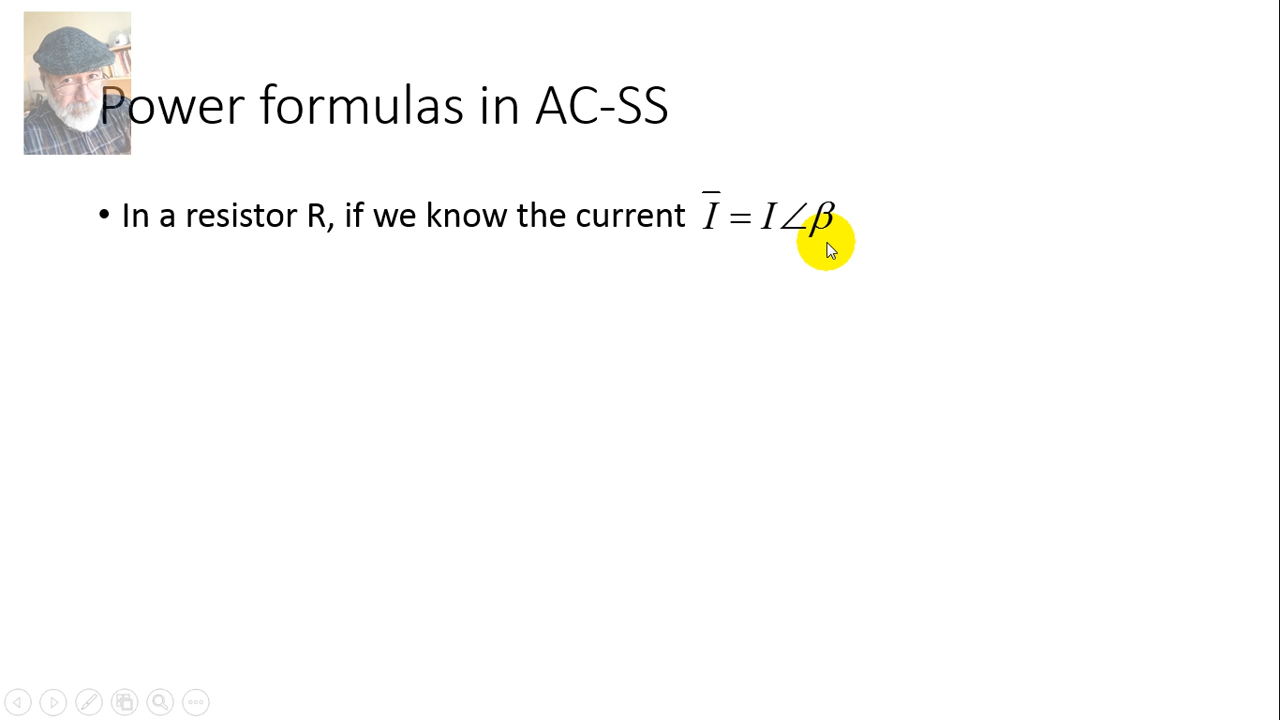 Power formulas in AC-SS
• In a resistor R, if we know the current I̅ = I∠β